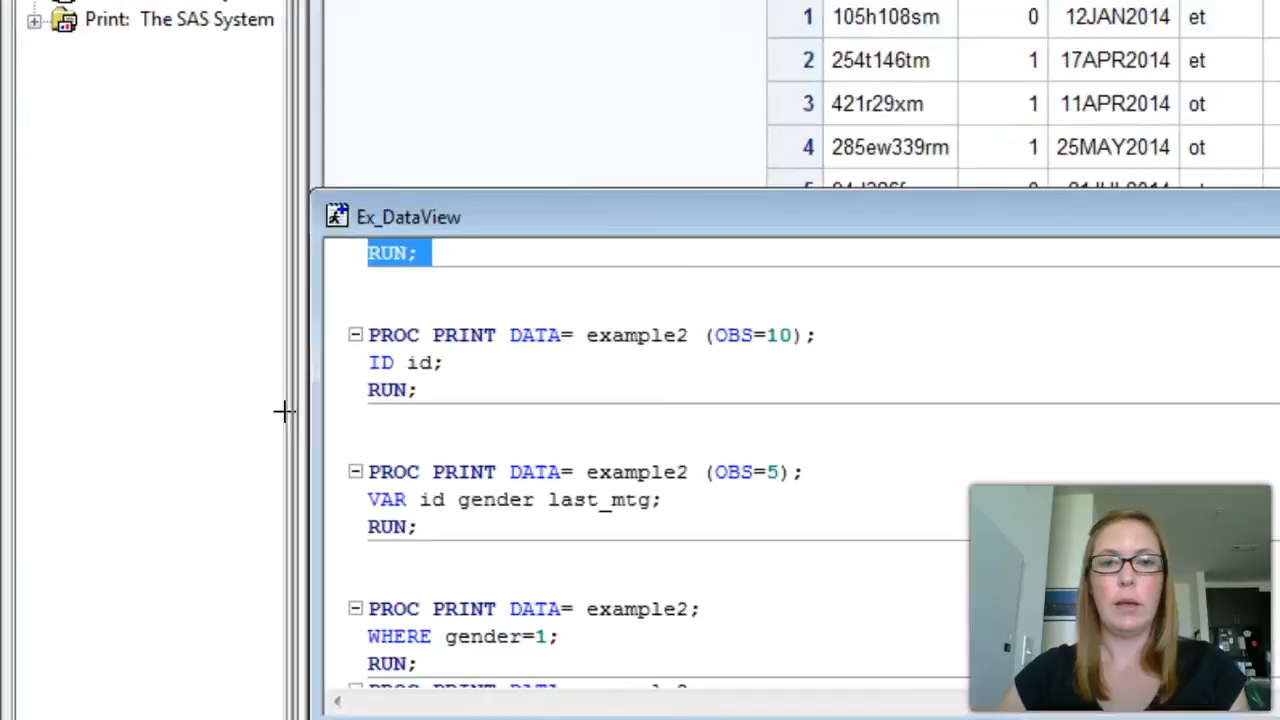 Print: The SAS System
1 105h108sm 0 12JAN2014 et
2 254t146tm 1 17APR2014 et
3 421r29xm 1 11APR2014 ot
4 285ew339rm 1 25MAY2014 ot
Ex_DataView
RUN;
PROC PRINT DATA= example2 (OBS=10);
ID id;
RUN;
PROC PRINT DATA= example2 (OBS=5);
VAR id gender last_mtg;
RUN;
PROC PRINT DATA= example2;
WHERE gender=1;
RUN;